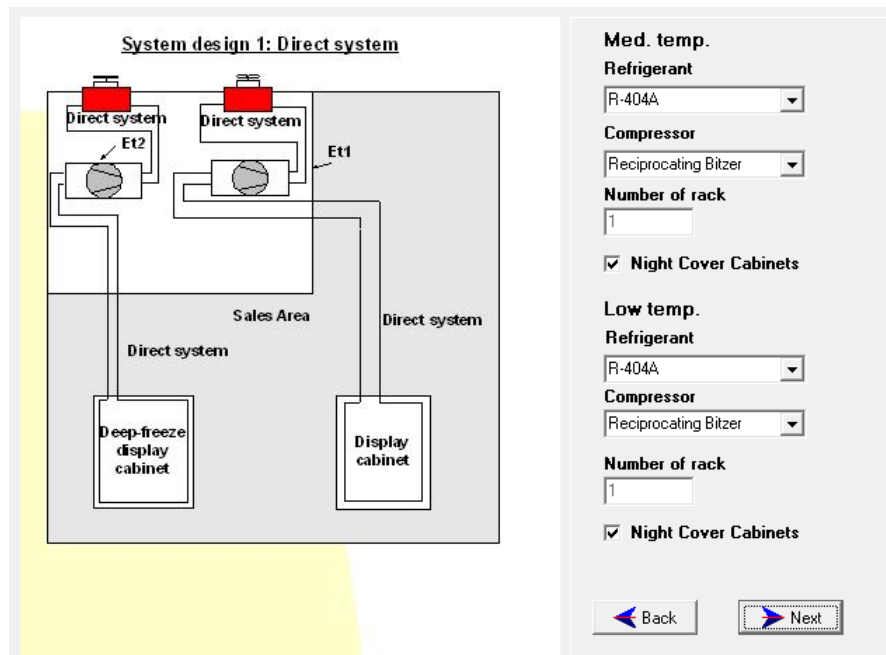 System design 1: Direct system
Direct system
Direct system
Et2
Et1
Sales Area
Direct system
Direct system
Deep-freeze
display
cabinet
Display
cabinet
Med. temp.
Refrigerant
R-404A
Compressor
Reciprocating Bitzer
Number of rack
1
Night Cover Cabinets
Low temp.
Refrigerant
R-404A
Compressor
Reciprocating Bitzer
Number of rack
1
Night Cover Cabinets
Back
Next